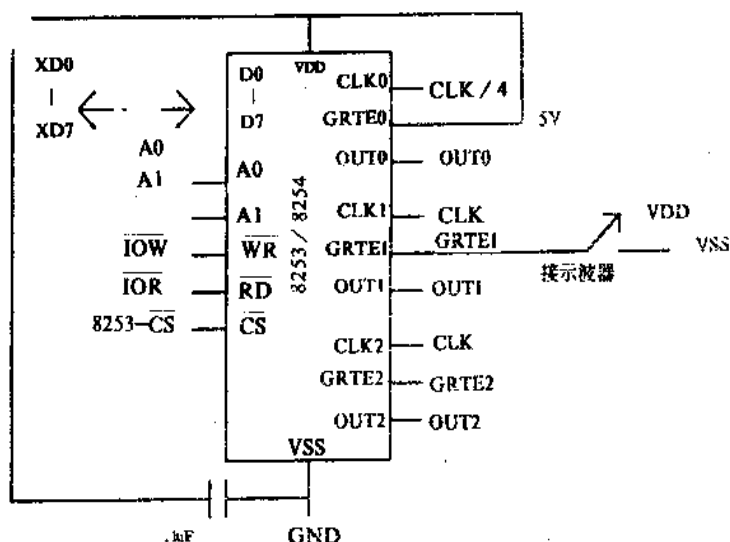 XD0
XD7
A0
A1
IOW
IOR
8253-CS
VDD
D0
D7
A0
A1
WR
RD
CS
8253/8254
CLK0
GRTE0
OUT0
CLK1
GRTE1
OUT1
CLK2
GRTE2
OUT2
VSS
CLK/4
5V
OUT0
CLK
GRTE1
OUT1
CLK
GRTE2
OUT2
VDD
VSS
接示波器
GND